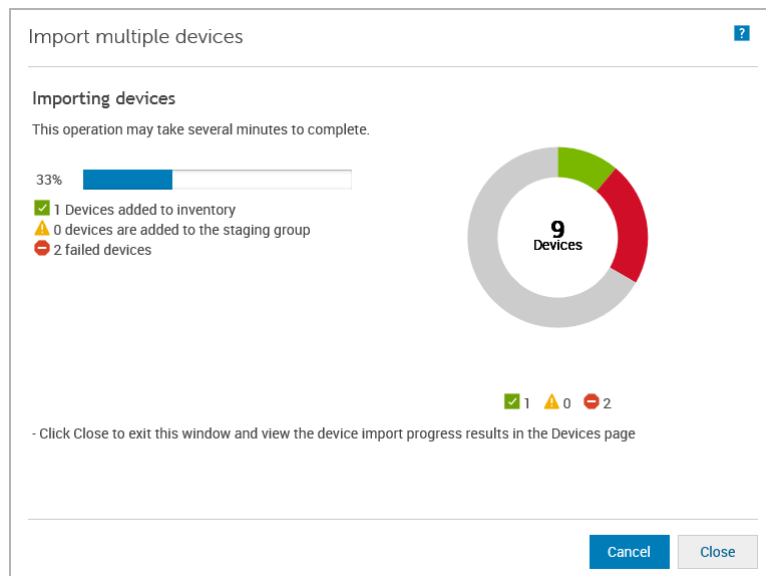 Import multiple devices
?
Importing devices
This operation may take several minutes to complete.
33%
1 Devices added to inventory
0 devices are added to the staging group
2 failed devices
9
Devices
1 0 2
- Click Close to exit this window and view the device import progress results in the Devices page
Cancel Close